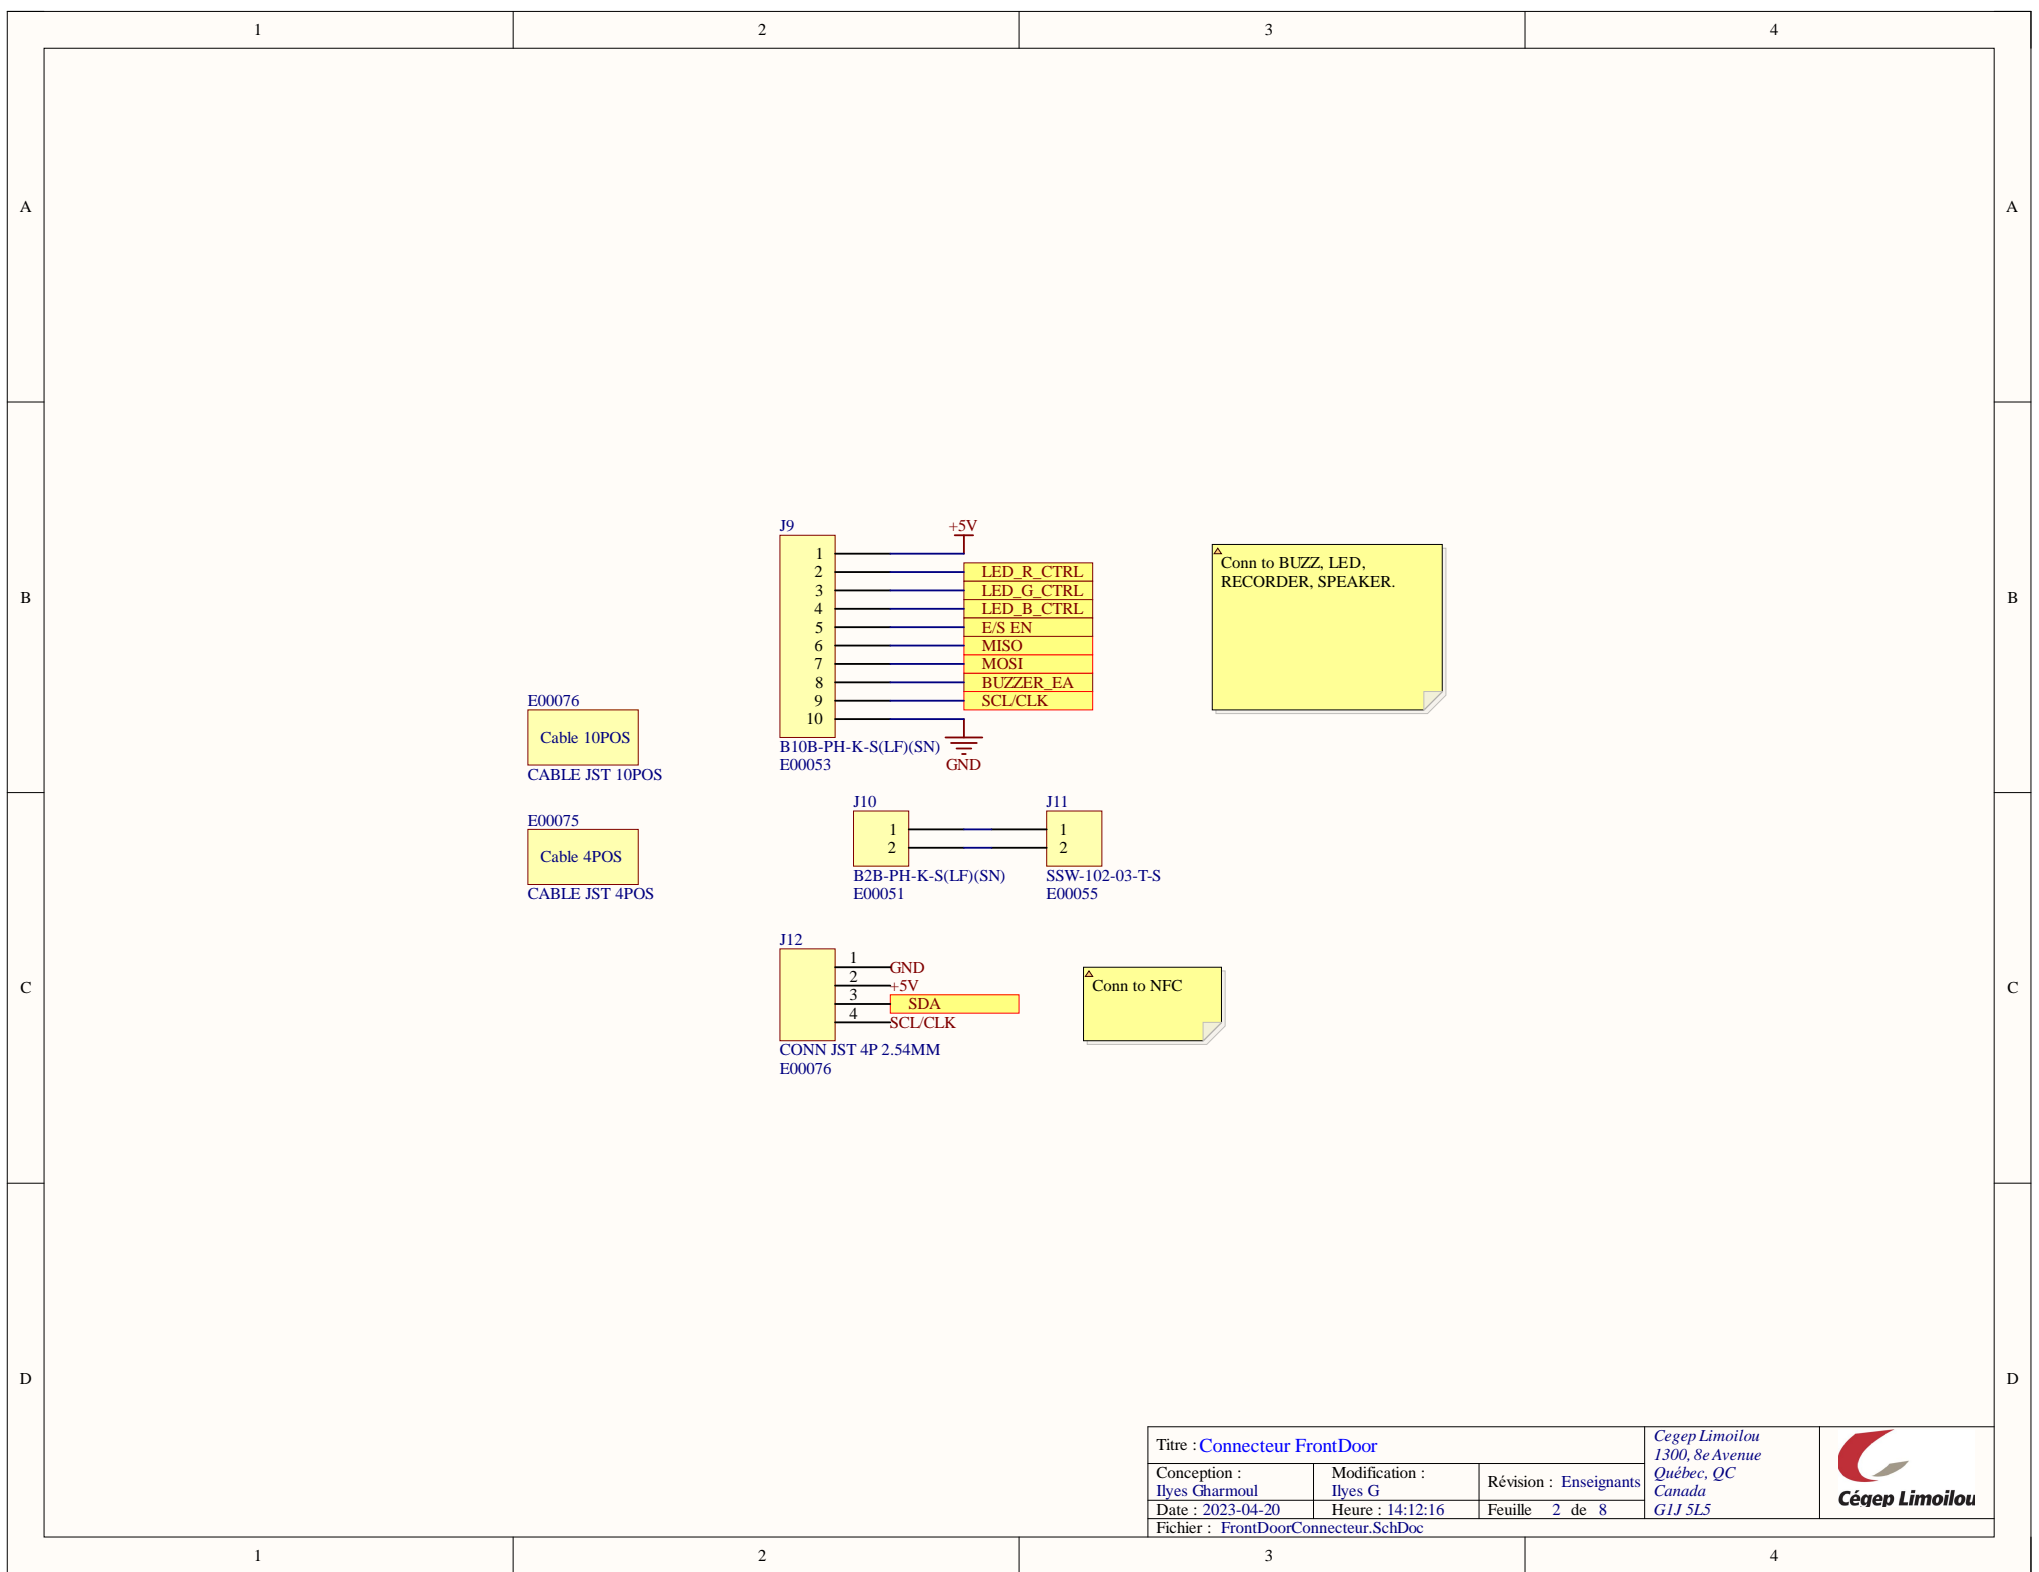 1 2 3 4
A A
B B
C C
D D
J9
+5V
1
2 LED_R_CTRL
3 LED_G_CTRL
4 LED_B_CTRL
5 E/S EN
6 MISO
7 MOSI
8 BUZZER_EA
9 SCL/CLK
10
B10B-PH-K-S(LF)(SN)
E00053
GND
Conn to BUZZ, LED,
RECORDER, SPEAKER.
E00076
Cable 10POS
CABLE JST 10POS
E00075
Cable 4POS
CABLE JST 4POS
J10
1
2
B2B-PH-K-S(LF)(SN)
E00051
J11
1
2
SSW-102-03-T-S
E00055
J12
1 GND
2 +5V
3 SDA
4 SCL/CLK
CONN JST 4P 2.54MM
E00076
Conn to NFC
Titre : Connecteur FrontDoor
Conception :
Ilyes Gharmoul
Modification :
Ilyes G
Révision : Enseignants
Date : 2023-04-20
Heure : 14:12:16
Feuille 2 de 8
Fichier : FrontDoorConnecteur.SchDoc
Cegep Limoilou
1300, 8e Avenue
Québec, QC
Canada
G1J 5L5
Cégep Limoilou
1 2 3 4